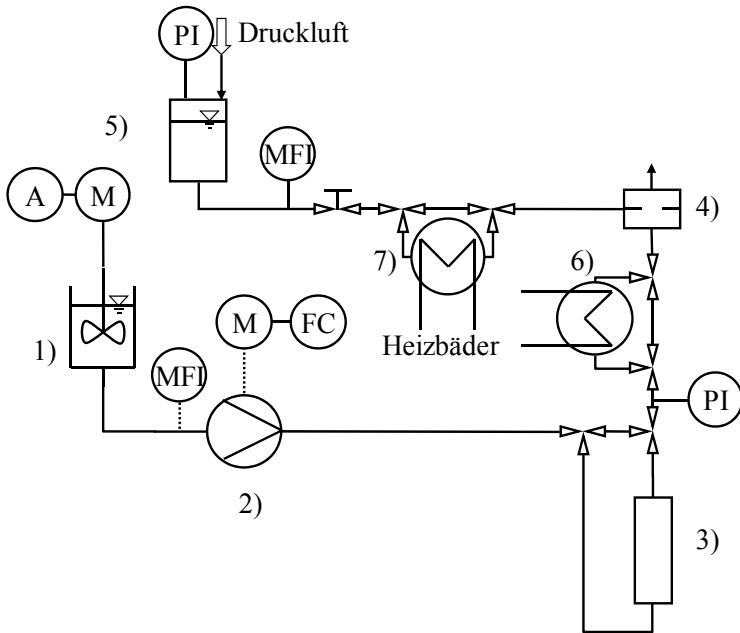 PI
Druckluft
5)
MFI
A
M
4)
7)
6)
M
FC
1)
Heizbäder
MFI
PI
2)
3)